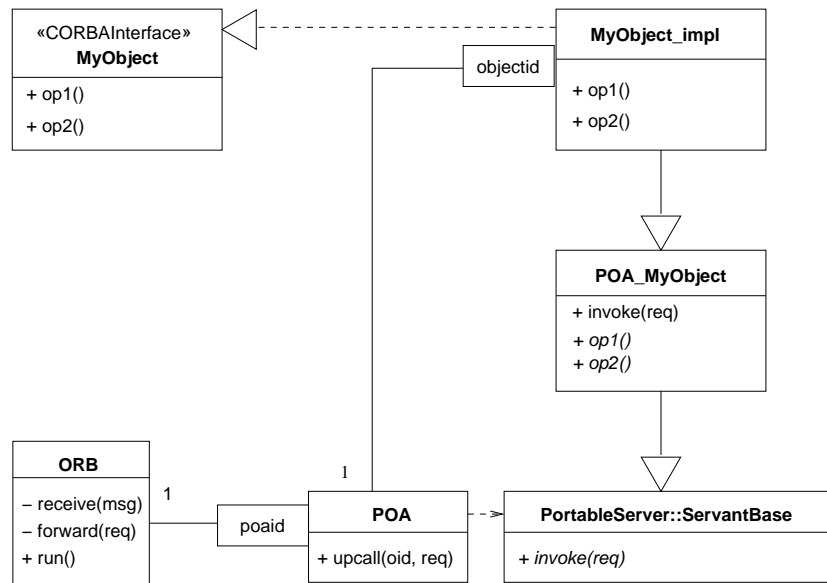 «CORBAInterface»
MyObject
+ op1()
+ op2()
objectid
MyObject_impl
+ op1()
+ op2()
POA_MyObject
+ invoke(req)
+ op1()
+ op2()
ORB
− receive(msg)
− forward(req)
+ run()
1
poaid
1
POA
+ upcall(oid, req)
PortableServer::ServantBase
+ invoke(req)